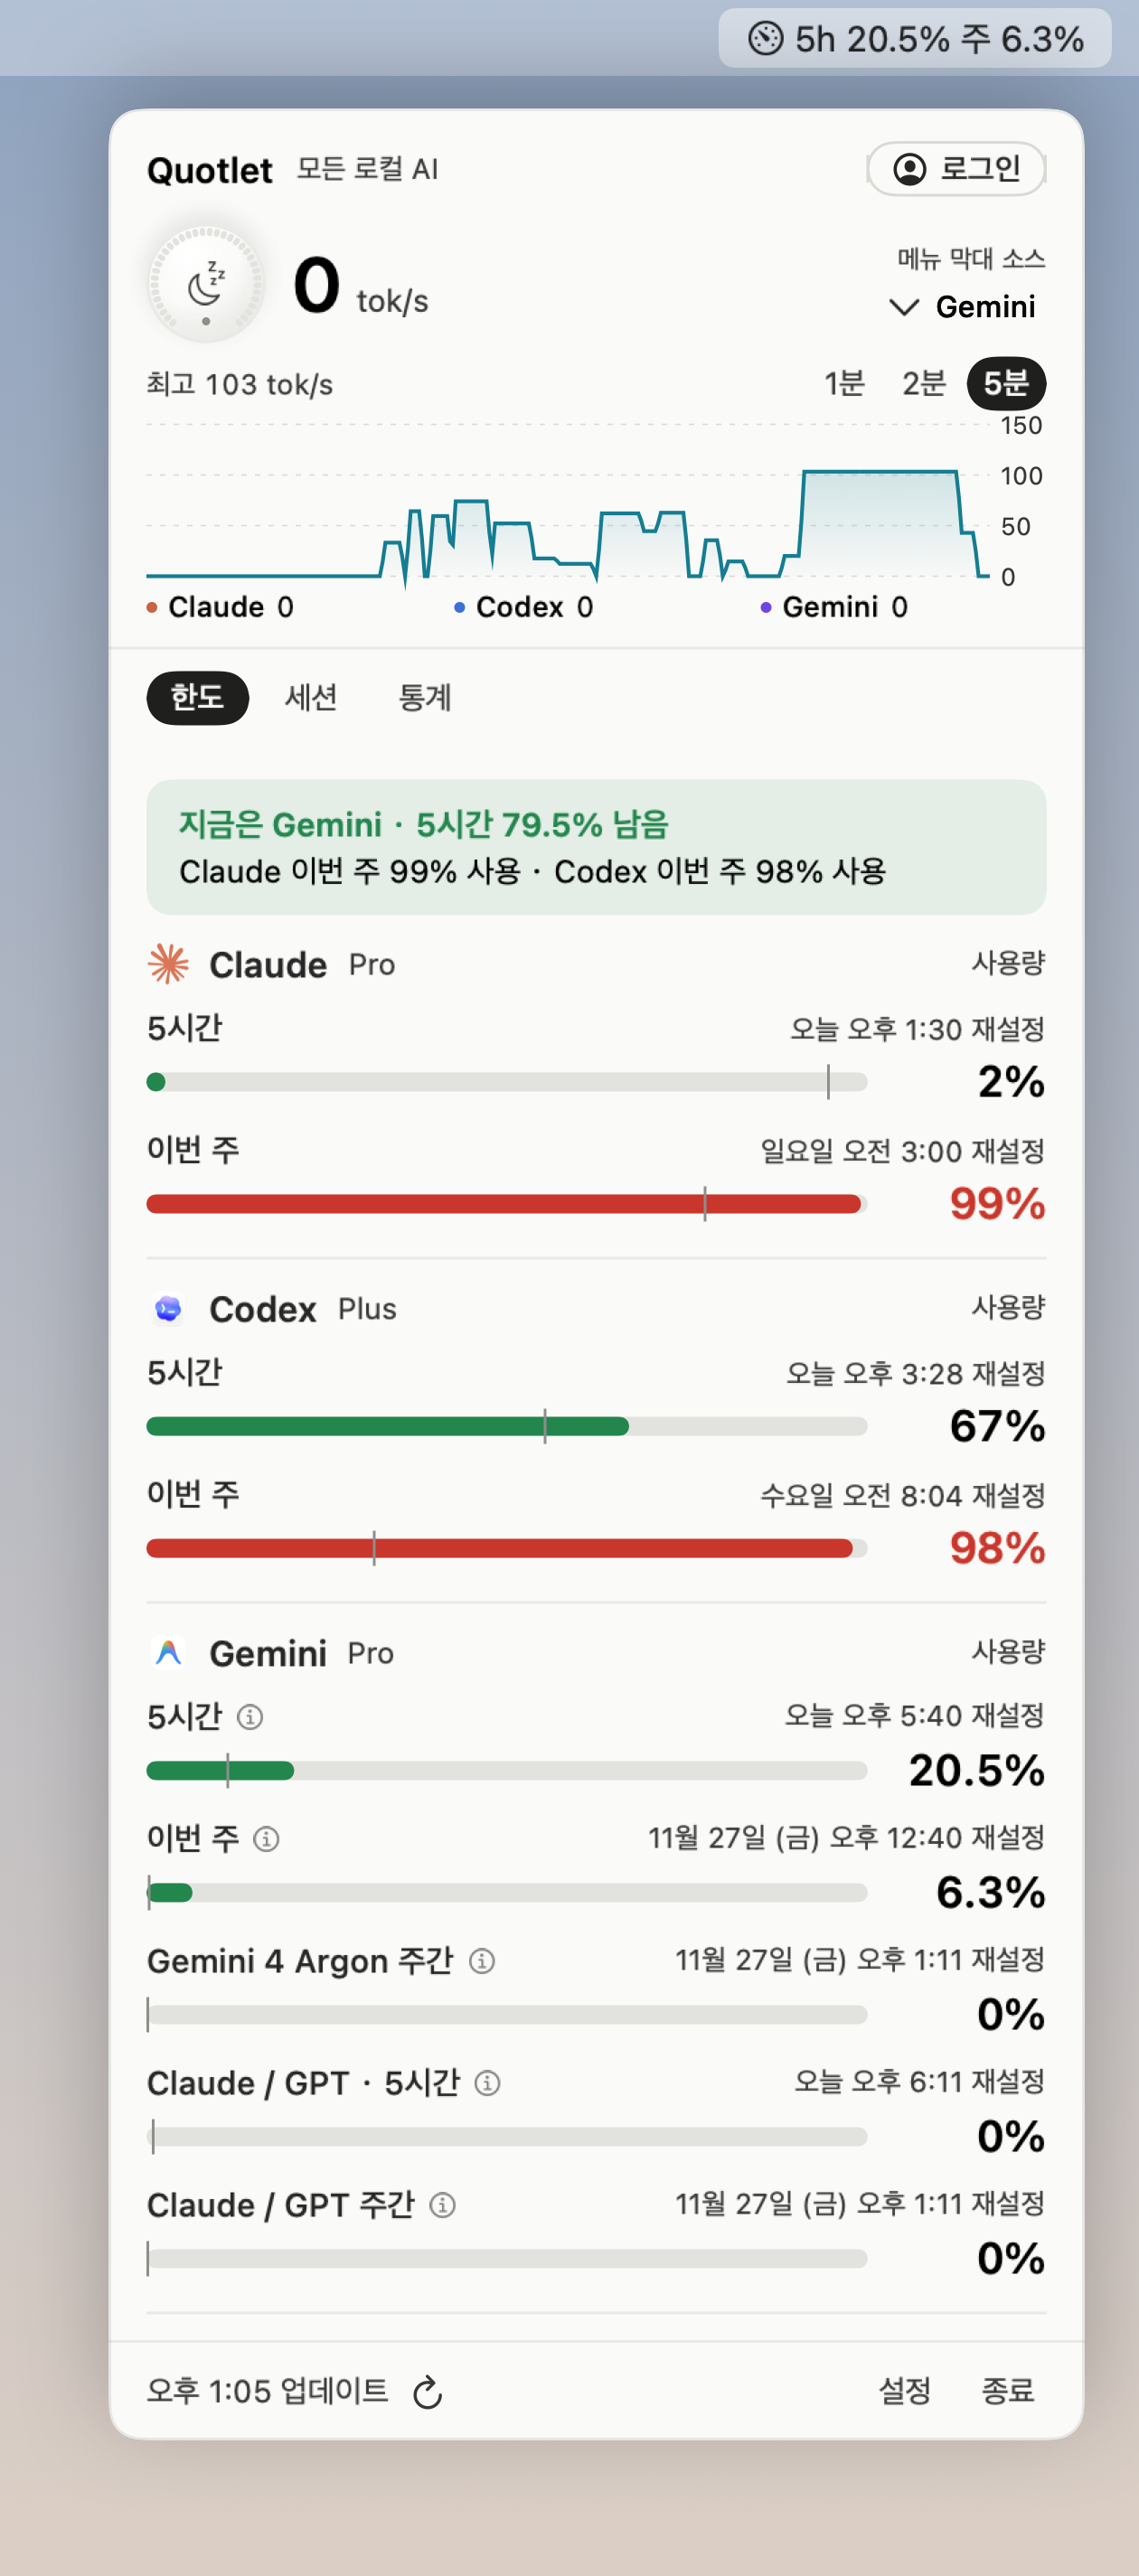 5h 20.5% 주 6.3%
Quotlet 모든 로컬 AI 로그인
0 tok/s
메뉴 막대 소스
Gemini
최고 103 tok/s 1분 2분 5분
150
100
50
0
Claude 0 Codex 0 Gemini 0
한도 세션 통계
지금은 Gemini · 5시간 79.5% 남음
Claude 이번 주 99% 사용 · Codex 이번 주 98% 사용
Claude Pro 사용량
5시간 오늘 오후 1:30 재설정
2%
이번 주 일요일 오전 3:00 재설정
99%
Codex Plus 사용량
5시간 오늘 오후 3:28 재설정
67%
이번 주 수요일 오전 8:04 재설정
98%
Gemini Pro 사용량
5시간 오늘 오후 5:40 재설정
20.5%
이번 주 11월 27일 (금) 오후 12:40 재설정
6.3%
Gemini 4 Argon 주간 11월 27일 (금) 오후 1:11 재설정
0%
Claude / GPT · 5시간 오늘 오후 6:11 재설정
0%
Claude / GPT 주간 11월 27일 (금) 오후 1:11 재설정
0%
오후 1:05 업데이트 설정 종료